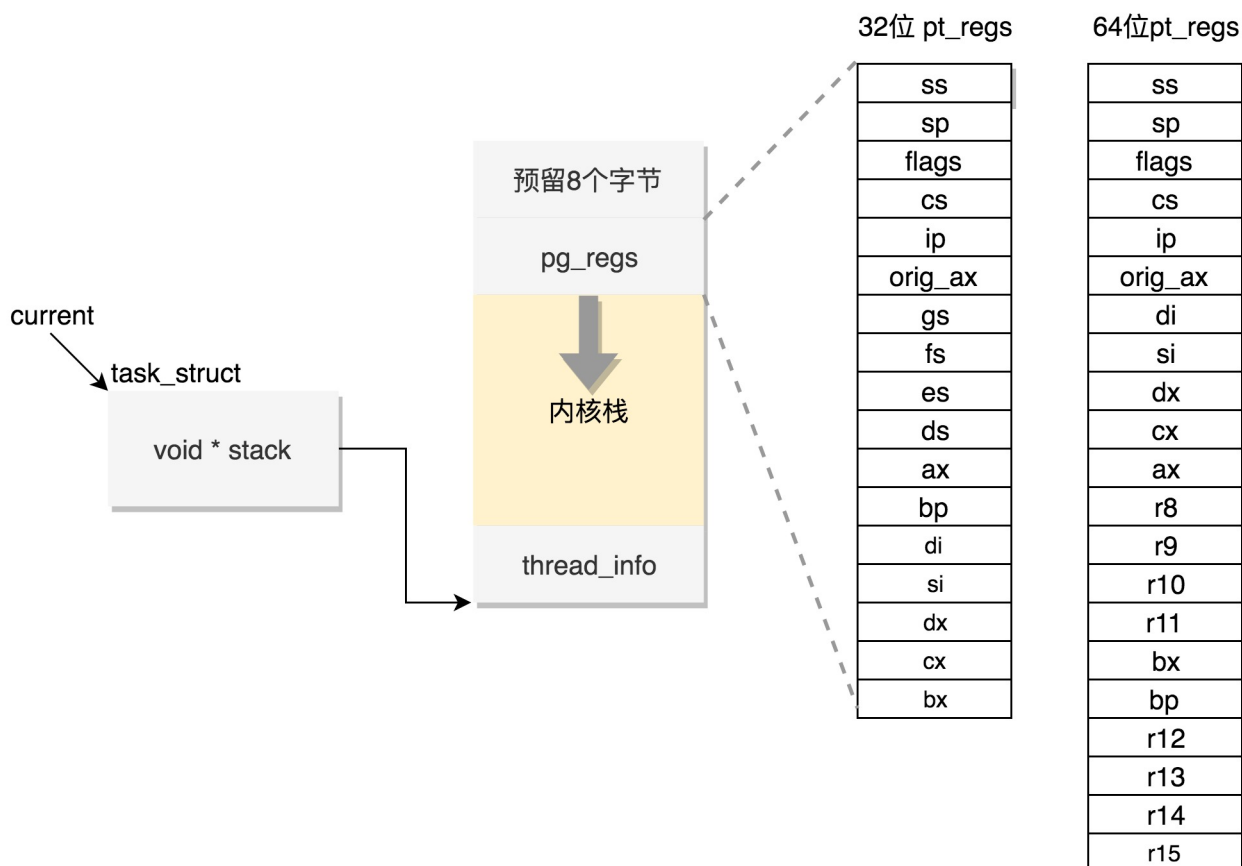 32位 pt_regs
64位pt_regs
预留8个字节
pg_regs
内核栈
thread_info
current
task_struct
void * stack
ss
sp
flags
cs
ip
orig_ax
gs
fs
es
ds
ax
bp
di
si
dx
cx
bx
ss
sp
flags
cs
ip
orig_ax
di
si
dx
cx
ax
r8
r9
r10
r11
bx
bp
r12
r13
r14
r15